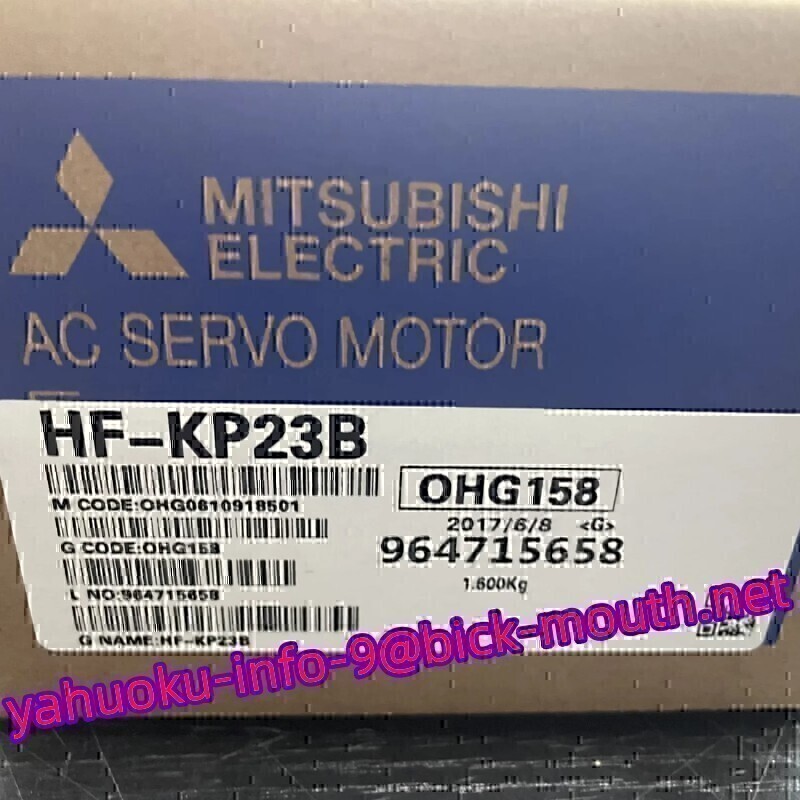 MITSUBISHI
ELECTRIC
AC SERVO MOTOR
HF-KP23B
M CODE:OHG0610918501
OHG158
2017/6/8 <G>
G CODE:OHG158
964715658
L NO:964715658
1.600Kg
G NAME:HF-KP23B
yahuoku-info-9@bick-mouth.net